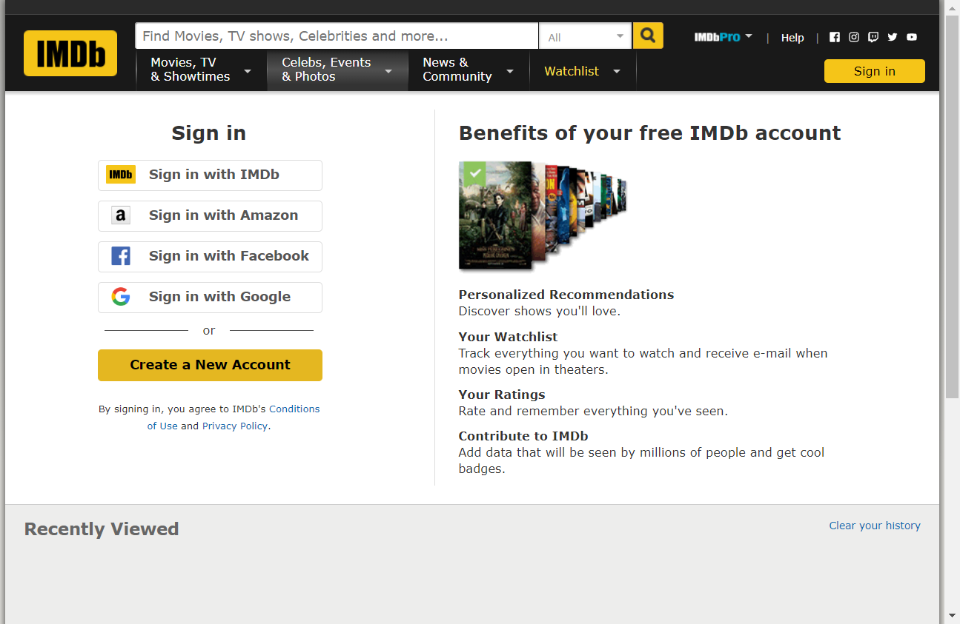 IMDb
Find Movies, TV shows, Celebrities and more...
All
IMDbPro | Help |
Movies, TV
& Showtimes
Celebs, Events
& Photos
News &
Community
Watchlist
Sign in
Sign in
IMDb Sign in with IMDb
a Sign in with Amazon
f Sign in with Facebook
G Sign in with Google
or
Create a New Account
By signing in, you agree to IMDb's Conditions
of Use and Privacy Policy.
Benefits of your free IMDb account
Personalized Recommendations
Discover shows you'll love.
Your Watchlist
Track everything you want to watch and receive e-mail when
movies open in theaters.
Your Ratings
Rate and remember everything you've seen.
Contribute to IMDb
Add data that will be seen by millions of people and get cool
badges.
Recently Viewed
Clear your history